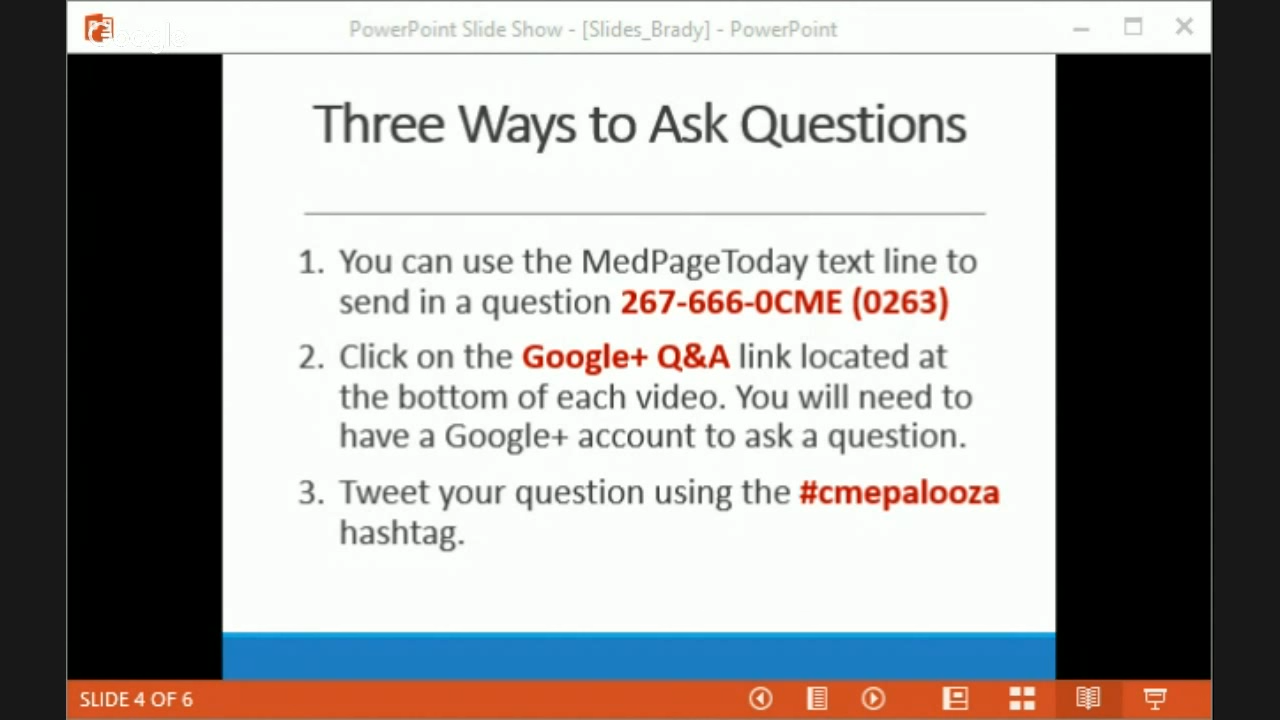 Google
PowerPoint Slide Show - [Slides_Brady] - PowerPoint
Three Ways to Ask Questions
1. You can use the MedPageToday text line to
send in a question 267-666-0CME (0263)
2. Click on the Google+ Q&A link located at
the bottom of each video. You will need to
have a Google+ account to ask a question.
3. Tweet your question using the #cmepalooza
hashtag.
SLIDE 4 OF 6